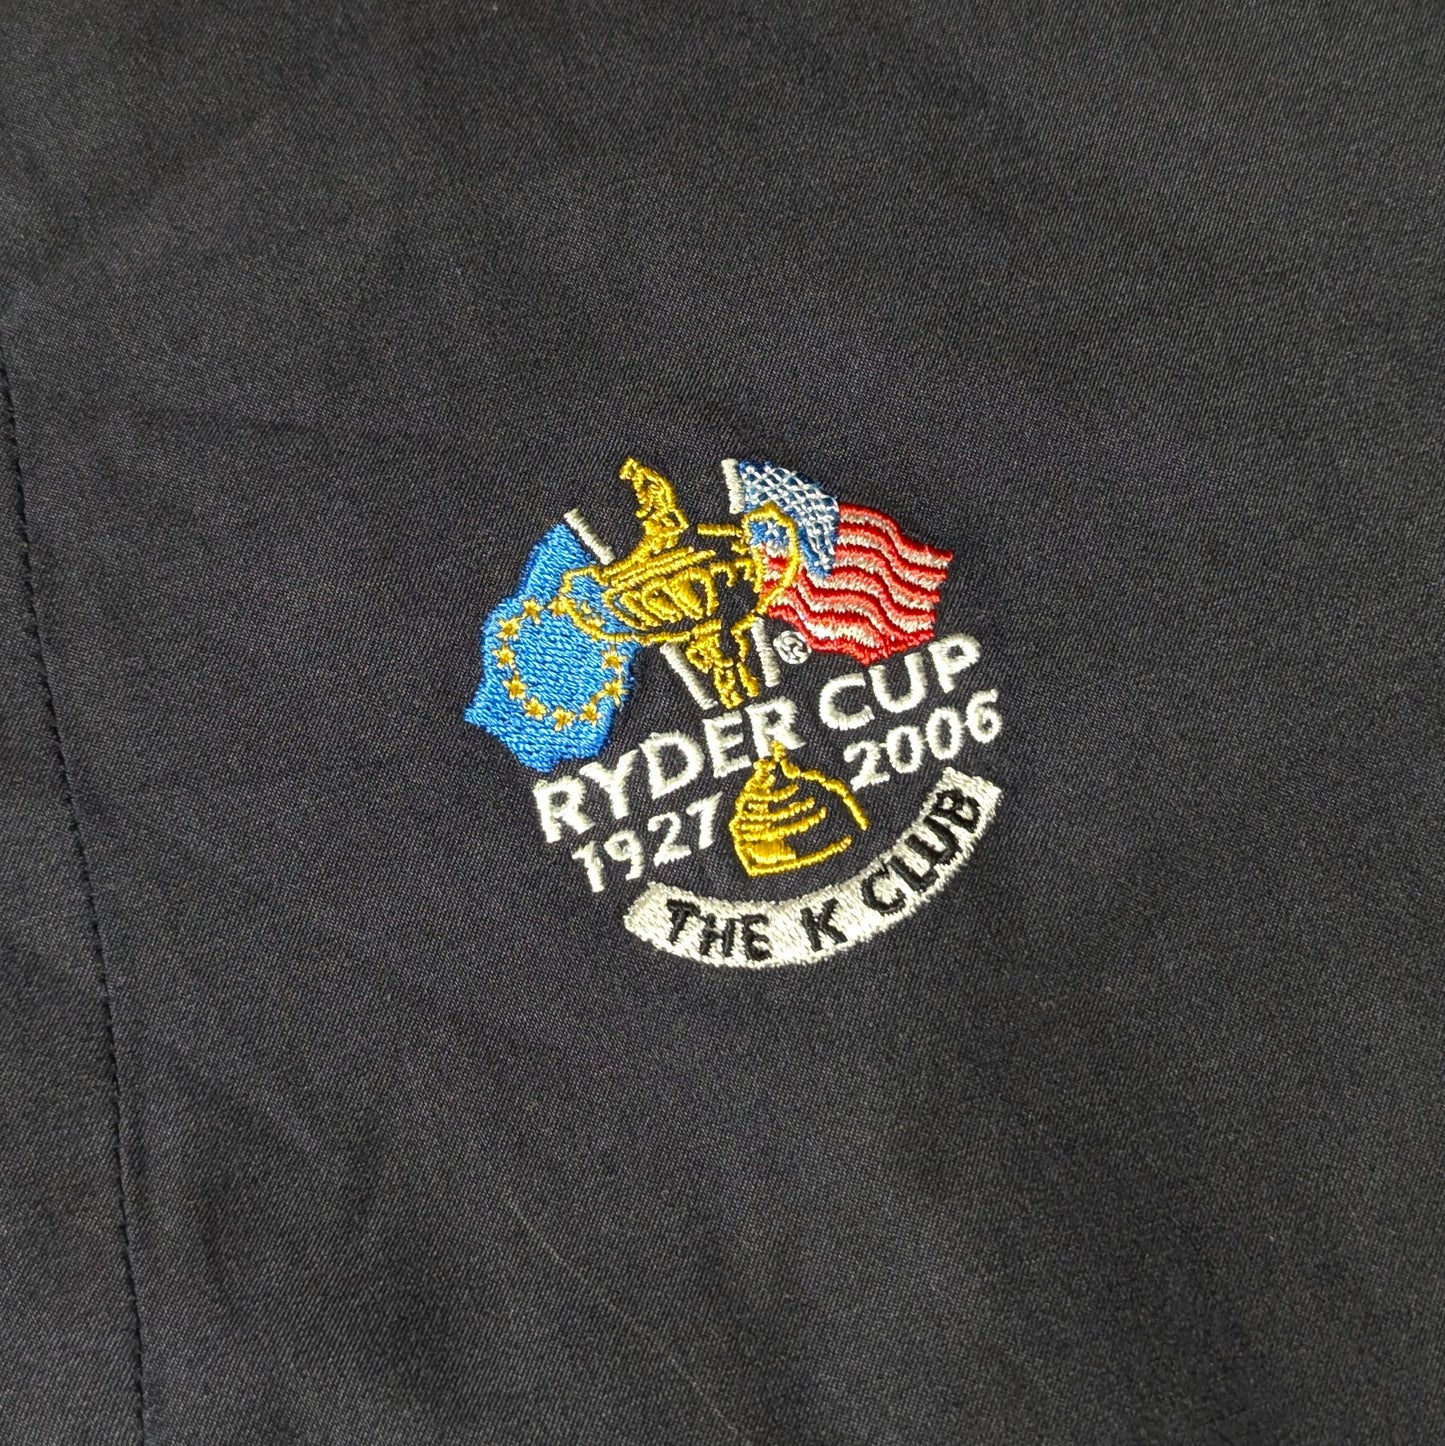 ®
RYDER CUP
1927 2006
THE K CLUB